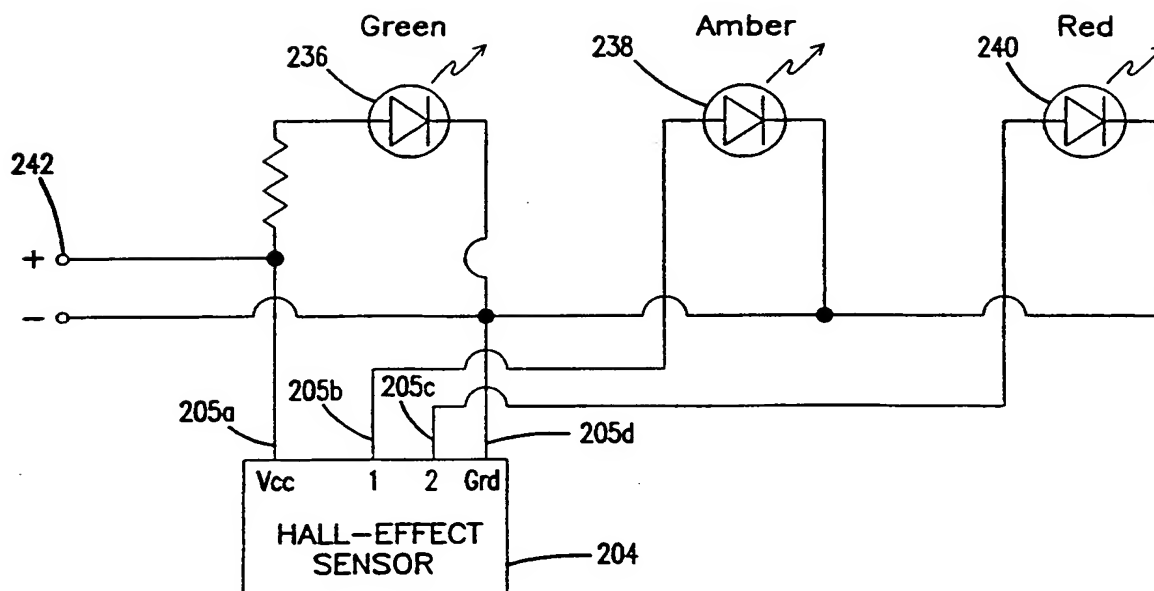 Green
Amber
Red
236
238
240
242
+
-
205a
205b
205c
205d
Vcc 1 2 Grd
HALL-EFFECT
SENSOR
204